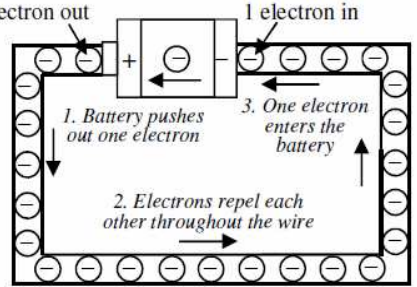 ectron out
1 electron in
+ −
1. Battery pushes
out one electron
3. One electron
enters the
battery
2. Electrons repel each
other throughout the wire